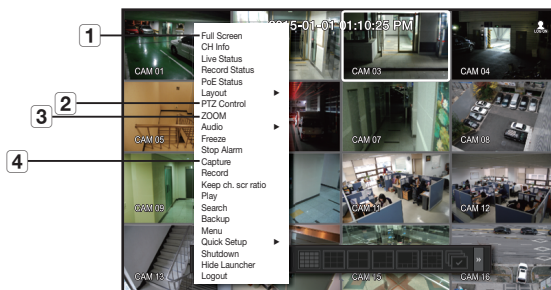 1
2
3
4
2015-01-01 01:10:25 PM
LOG ON
Full Screen
CH Info
Live Status
Record Status
PoE Status
Layout
PTZ Control
ZOOM
Audio
Freeze
Stop Alarm
Capture
Record
Keep ch. scr ratio
Play
Search
Backup
Menu
Quick Setup
Shutdown
Hide Launcher
Logout
CAM 01
CAM 03
CAM 04
CAM 05
CAM 07
CAM 08
CAM 09
CAM 11
CAM 12
CAM 13
CAM 15
CAM 16